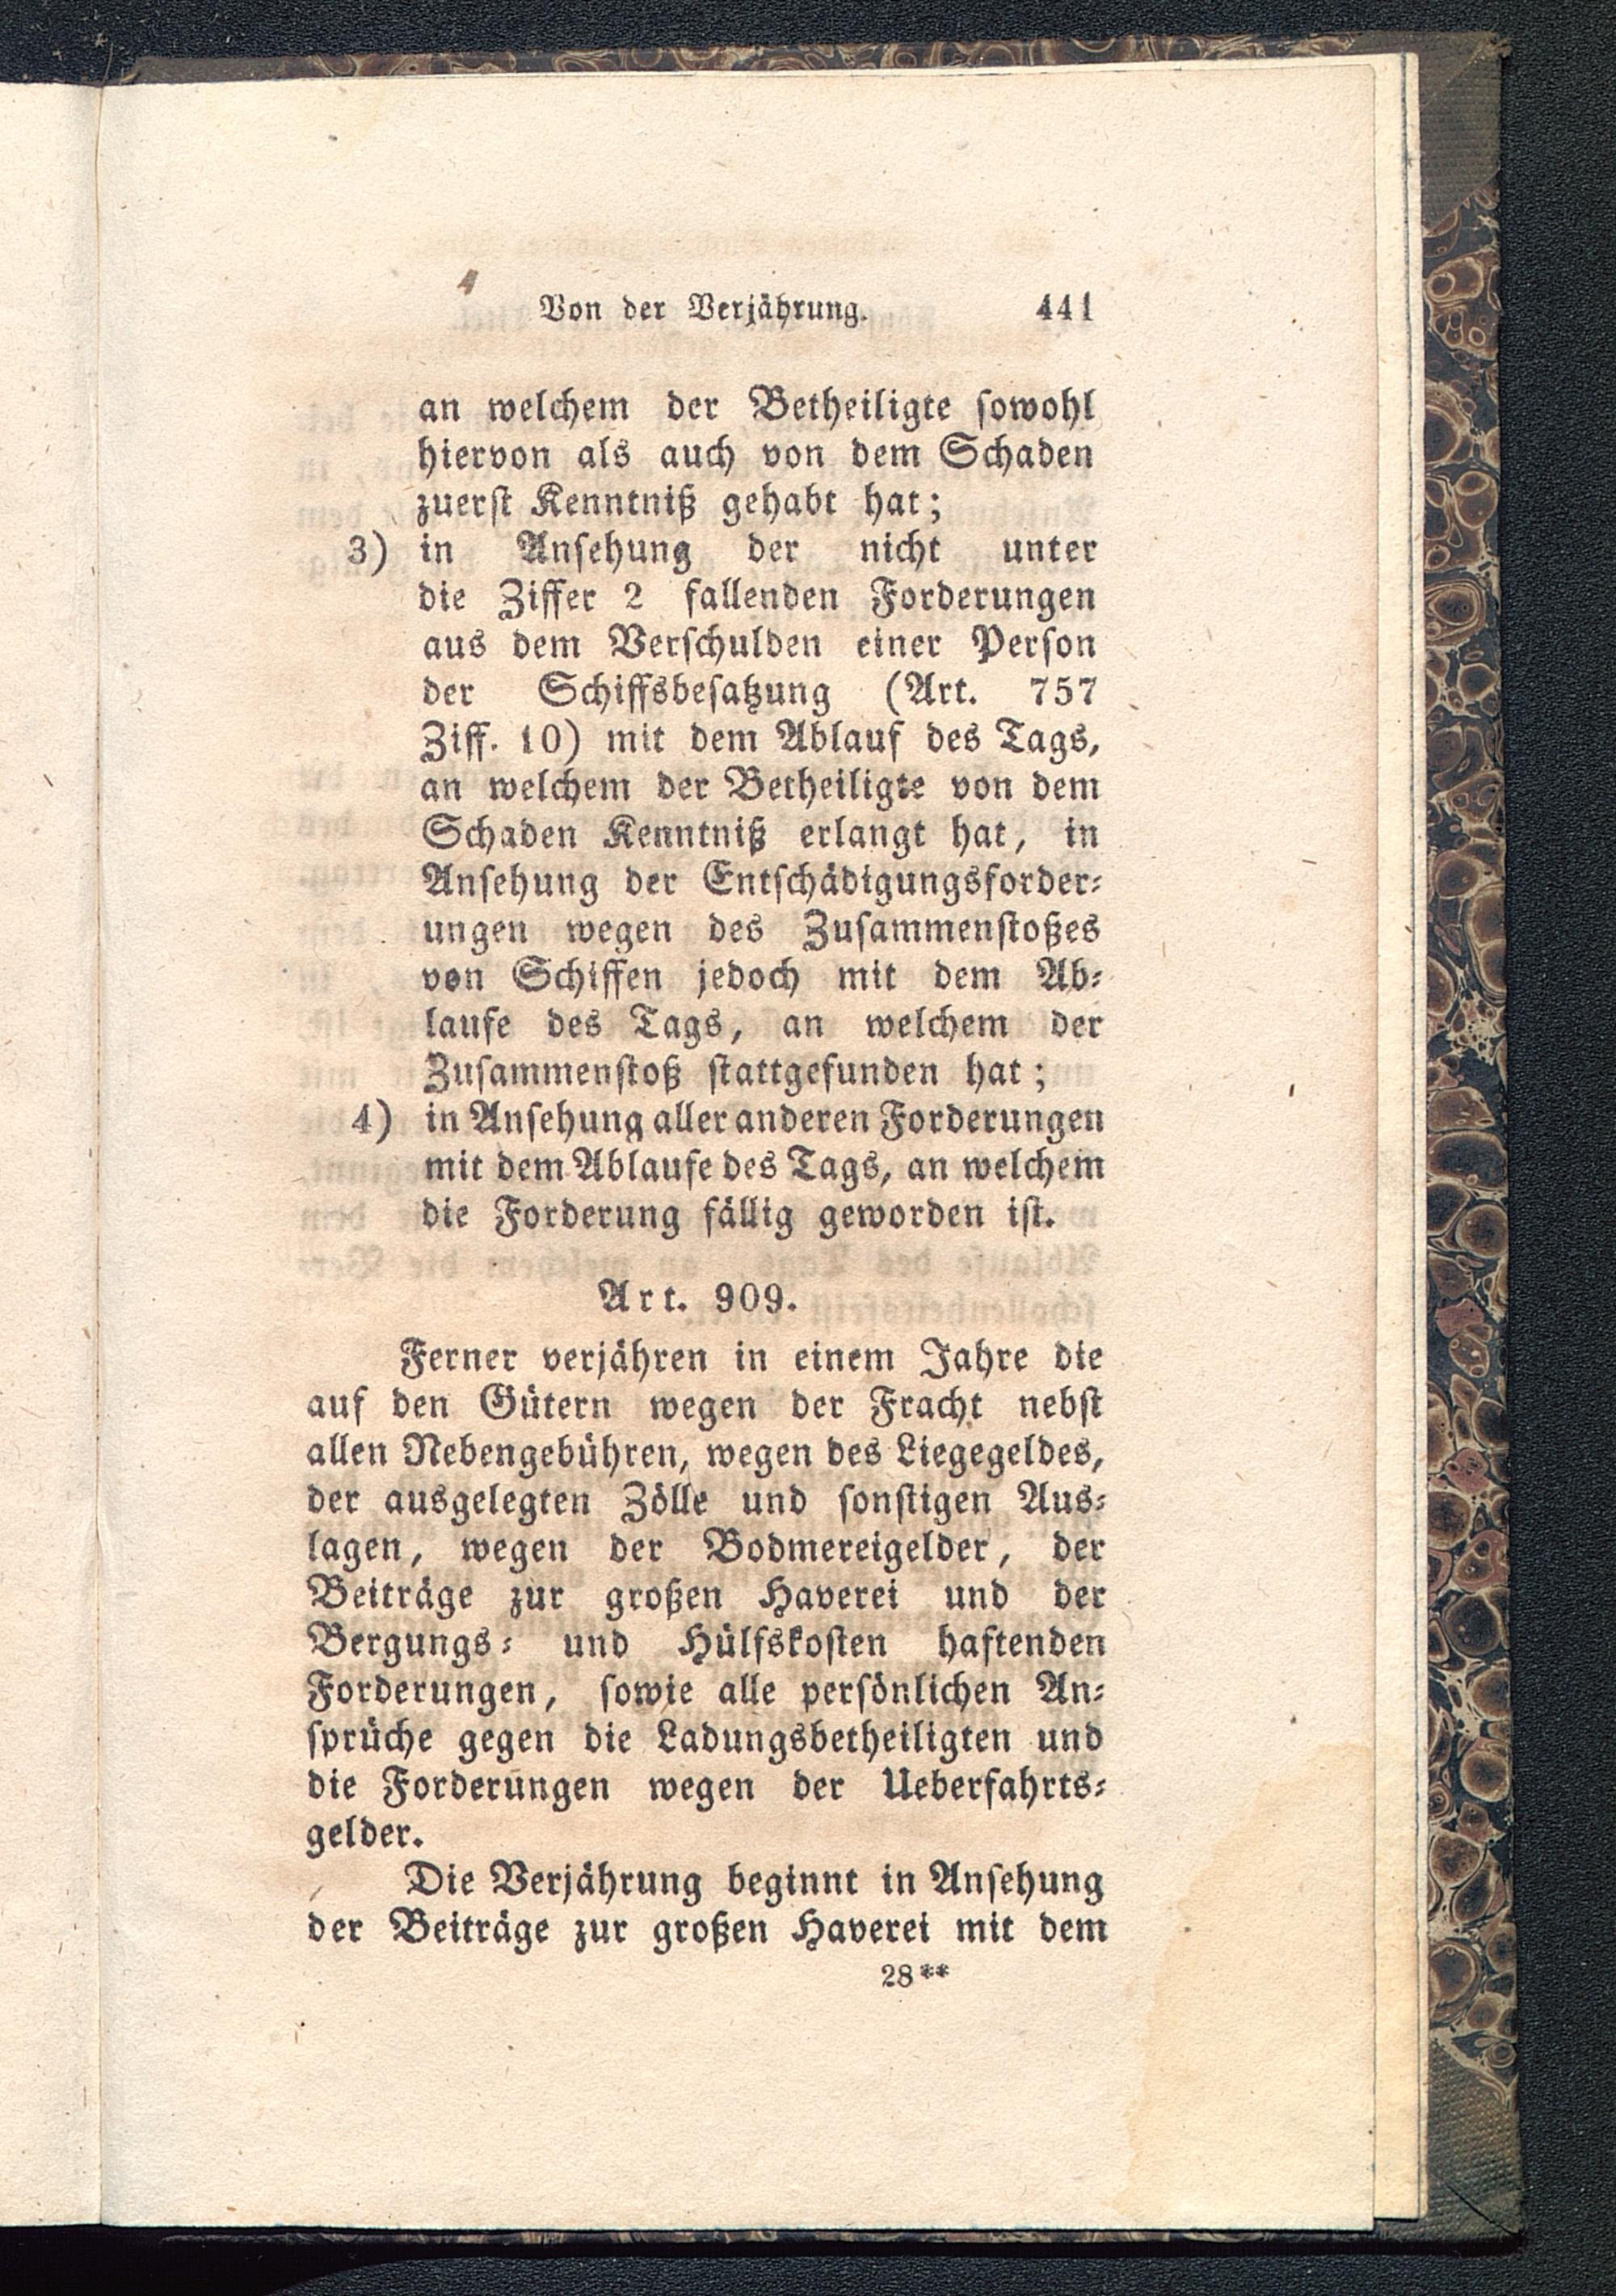 Von der Verjährung. 441
an welchem der Betheiligte sowohl
hiervon als auch von dem Schaden
zuerst Kenntniß gehabt hat;
3) in Ansehung der nicht unter
die Ziffer 2 fallenden Forderungen
aus dem Verschulden einer Person
der Schiffsbesatzung (Art. 757
Ziff. 10) mit dem Ablauf des Tags,
an welchem der Betheiligte von dem
Schaden Kenntniß erlangt hat, in
Ansehung der Entschädigungsforder-
ungen wegen des Zusammenstoßes
von Schiffen jedoch mit dem Ab-
laufe des Tags, an welchem der
Zusammenstoß stattgefunden hat;
4) in Ansehung aller anderen Forderungen
mit dem Ablaufe des Tags, an welchem
die Forderung fällig geworden ist.
Art. 909.
Ferner verjähren in einem Jahre die
auf den Gütern wegen der Fracht nebst
allen Nebengebühren, wegen des Liegegeldes,
der ausgelegten Zölle und sonstigen Aus-
lagen, wegen der Bodmereigelder, der
Beiträge zur großen Haverei und der
Bergungs- und Hülfskosten haftenden
Forderungen, sowie alle persönlichen An-
sprüche gegen die Ladungsbetheiligten und
die Forderungen wegen der Ueberfahrts-
gelder.
Die Verjährung beginnt in Ansehung
der Beiträge zur großen Haverei mit dem
28**